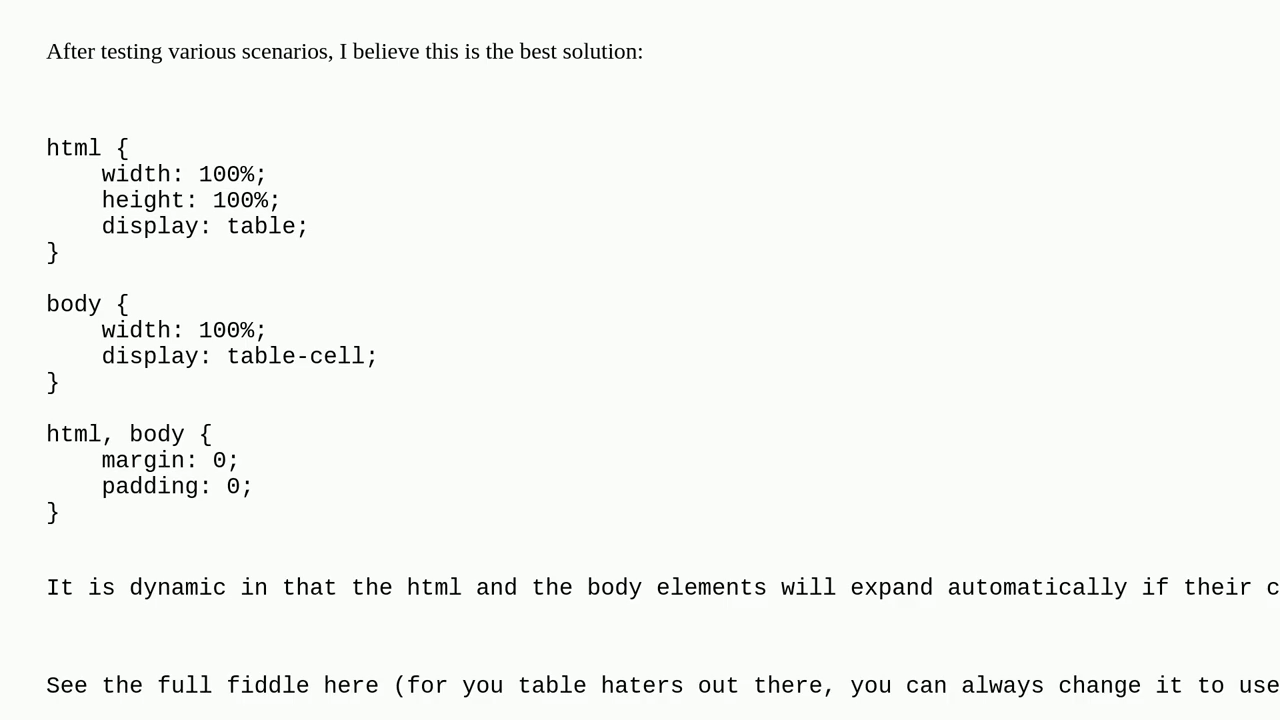 After testing various scenarios, I believe this is the best solution:
html {
    width: 100%;
    height: 100%;
    display: table;
}
body {
    width: 100%;
    display: table-cell;
}
html, body {
    margin: 0;
    padding: 0;
}
It is dynamic in that the html and the body elements will expand automatically if their c
See the full fiddle here (for you table haters out there, you can always change it to use